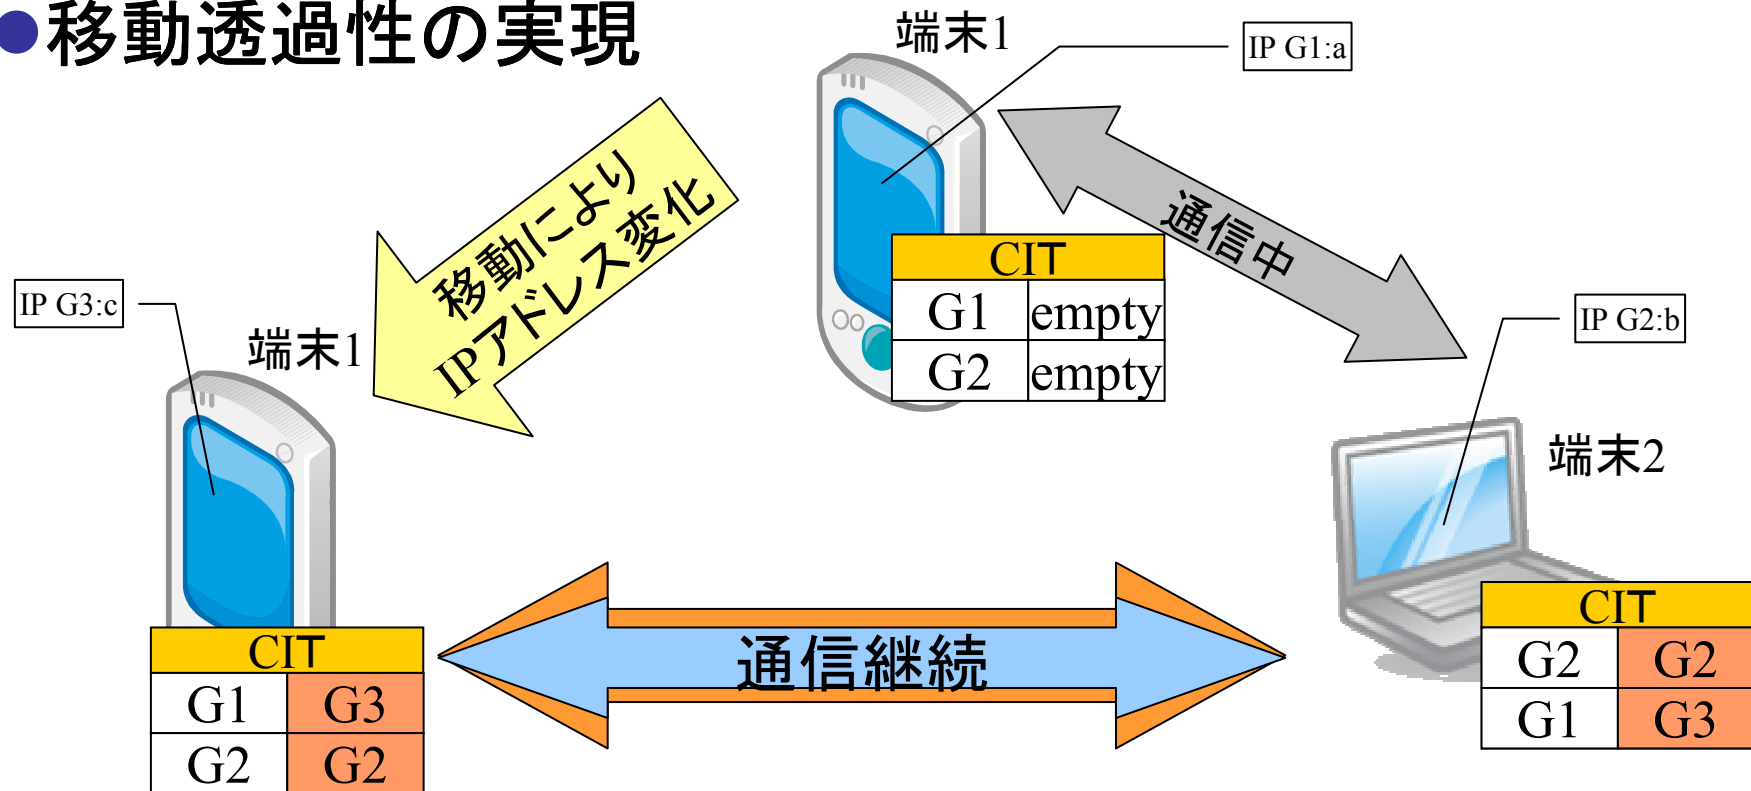 ●移動透過性の実現
端末1
IP G1:a
移動により
IPアドレス変化
通信中
CIT
G1 empty
G2 empty
IP G3:c
端末1
IP G2:b
端末2
通信継続
CIT
G1 G3
G2 G2
CIT
G2 G2
G1 G3